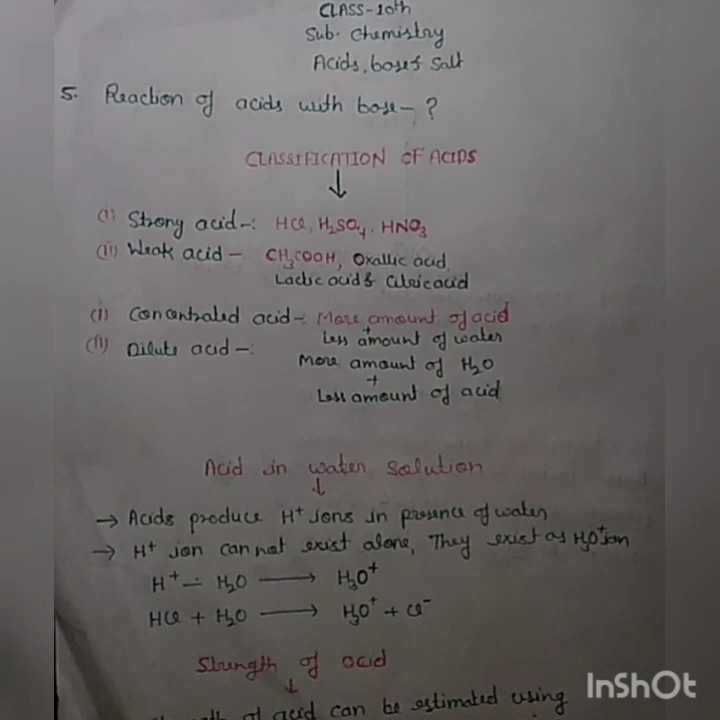 CLASS-10th
Sub. Chemistry
Acids, bases Salt
5. Reaction of acids with base- ?
CLASSIFICATION OF ACIDS
↓
(i) Strong acid-: HCl, H₂SO₄, HNO₃
(ii) Weak acid - CH₃COOH, Oxallic acid,
Lactic acid & Citric acid
(i) Concentrated acid-: More amount of acid
+
Less amount of water
(ii) Dilute acid-:
More amount of H₂O
+
Less amount of acid
Acid in water solution
↓
→ Acids produce H⁺ ions in presence of water
→ H⁺ ion can not exist alone, They exist as H₃O⁺ ion
H⁺ - H₂O ⟶ H₃O⁺
HCl + H₂O ⟶ H₃O⁺ + Cl⁻
Strength of acid
↓
of acid can be estimated using
InShOt